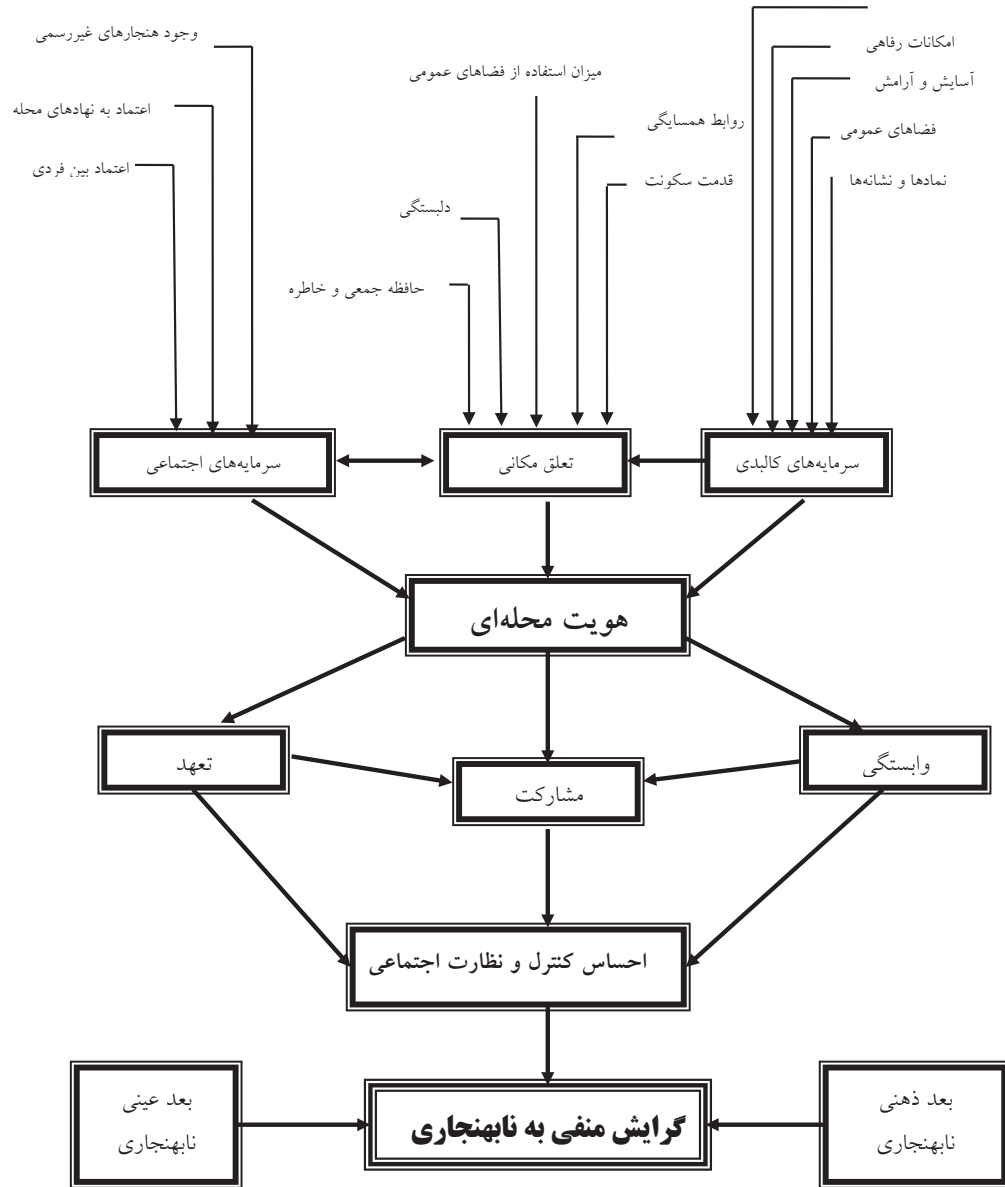 وجود هنجارهای غیررسمی
امکانات رفاهی
میزان استفاده از فضاهای عمومی
آسایش و آرامش
اعتماد به نهادهای محله
روابط همسایگی
فضاهای عمومی
اعتماد بین فردی
قدمت سکونت
نمادها و نشانه‌ها
دلبستگی
حافظه جمعی و خاطره
سرمایه‌های کالبدی
تعلق مکانی
سرمایه‌های اجتماعی
هویت محله‌ای
وابستگی
تعهد
مشارکت
احساس کنترل و نظارت اجتماعی
بعد ذهنی
نابهنجاری
گرایش منفی به نابهنجاری
بعد عینی
نابهنجاری